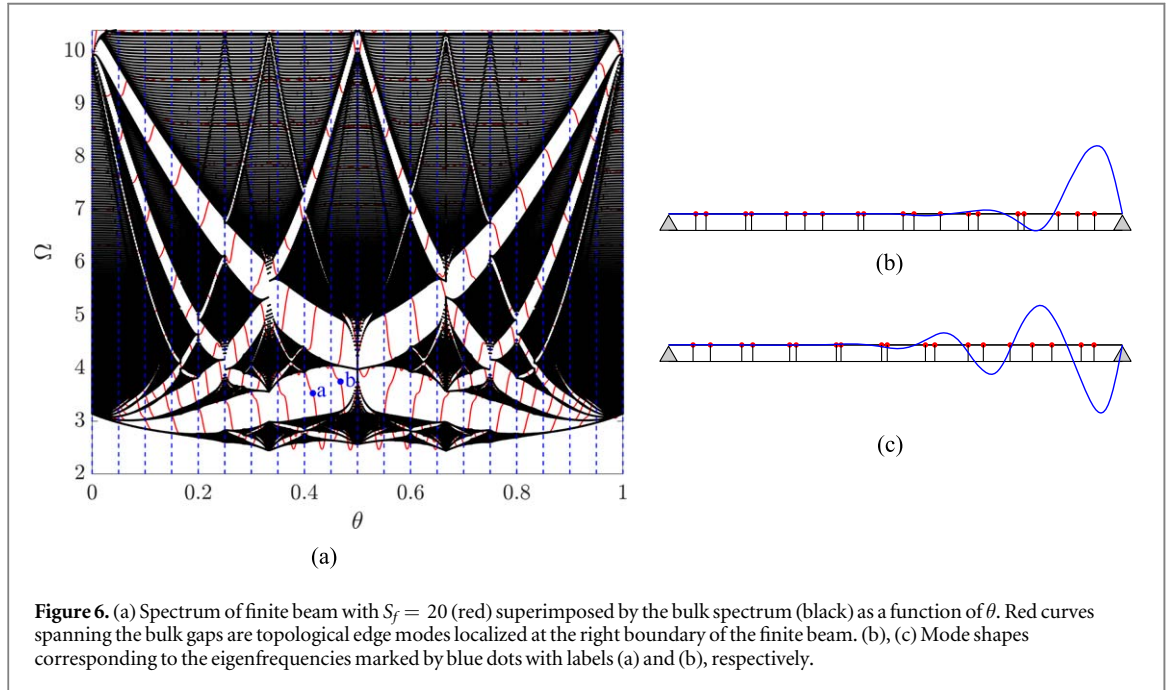 10
9
8
7
6
5
4
3
2
Ω
a
b
0
0.2
0.4
0.6
0.8
1
θ
(a)
(b)
(c)
Figure 6. (a) Spectrum of finite beam with S_f = 20 (red) superimposed by the bulk spectrum (black) as a function of θ. Red curves
spanning the bulk gaps are topological edge modes localized at the right boundary of the finite beam. (b), (c) Mode shapes
corresponding to the eigenfrequencies marked by blue dots with labels (a) and (b), respectively.